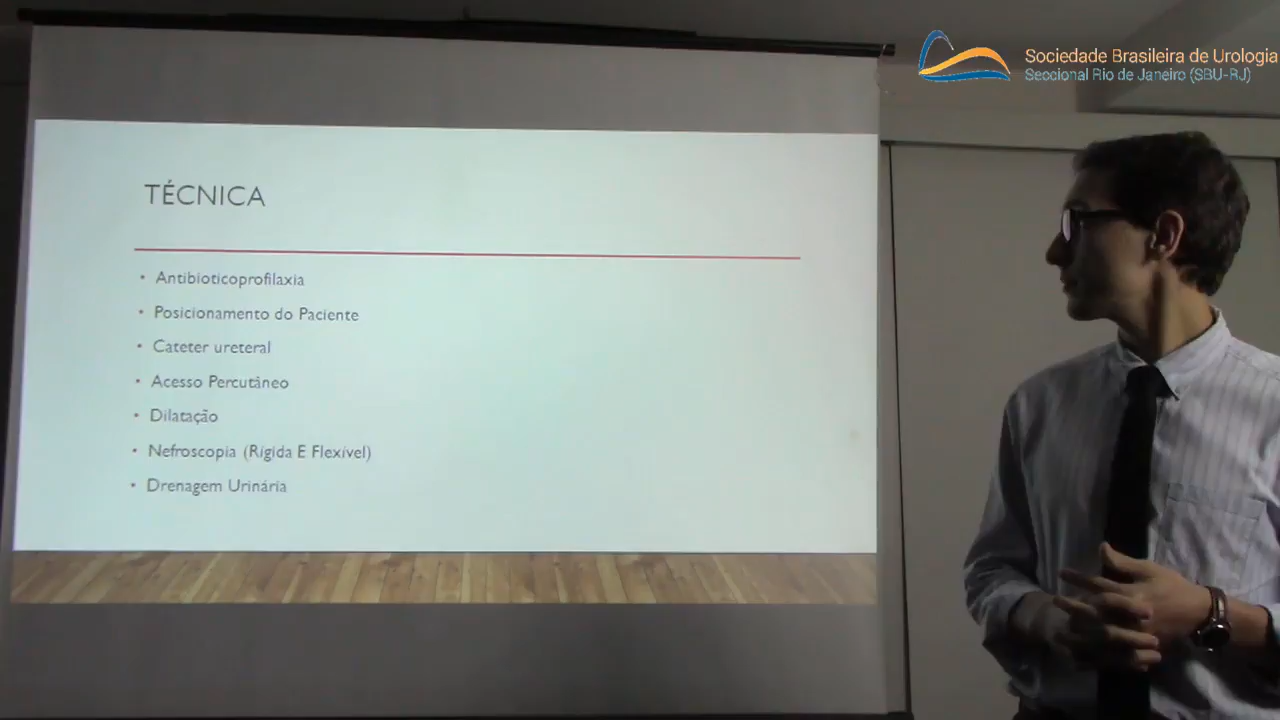 Sociedade Brasileira de Urologia
Seccional Rio de Janeiro (SBU-RJ)
TÉCNICA
• Antibioticoprofilaxia
• Posicionamento do Paciente
• Cateter ureteral
• Acesso Percutâneo
• Dilatação
• Nefroscopia (Rígida E Flexível)
• Drenagem Urinária